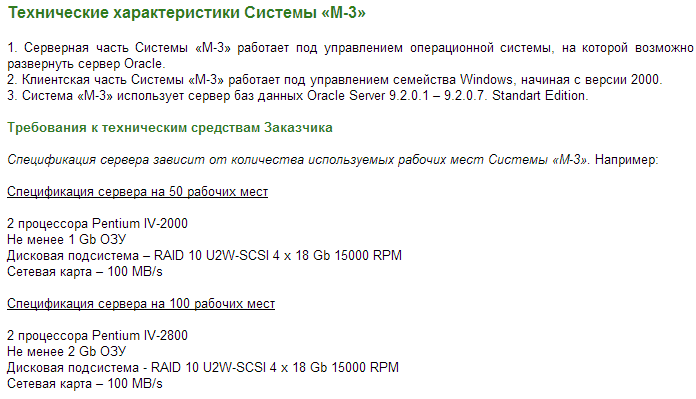 Технические характеристики Системы «М-3»
1. Серверная часть Системы «М-3» работает под управлением операционной системы, на которой возможно
развернуть сервер Oracle.
2. Клиентская часть Системы «М-3» работает под управлением семейства Windows, начиная с версии 2000.
3. Система «М-3» использует сервер баз данных Oracle Server 9.2.0.1 – 9.2.0.7. Standart Edition.
Требования к техническим средствам Заказчика
Спецификация сервера зависит от количества используемых рабочих мест Системы «М-3». Например:
Спецификация сервера на 50 рабочих мест
2 процессора Pentium IV-2000
Не менее 1 Gb ОЗУ
Дисковая подсистема – RAID 10 U2W-SCSI 4 x 18 Gb 15000 RPM
Сетевая карта – 100 MB/s
Спецификация сервера на 100 рабочих мест
2 процессора Pentium IV-2800
Не менее 2 Gb ОЗУ
Дисковая подсистема - RAID 10 U2W-SCSI 4 x 18 Gb 15000 RPM
Сетевая карта – 100 MB/s